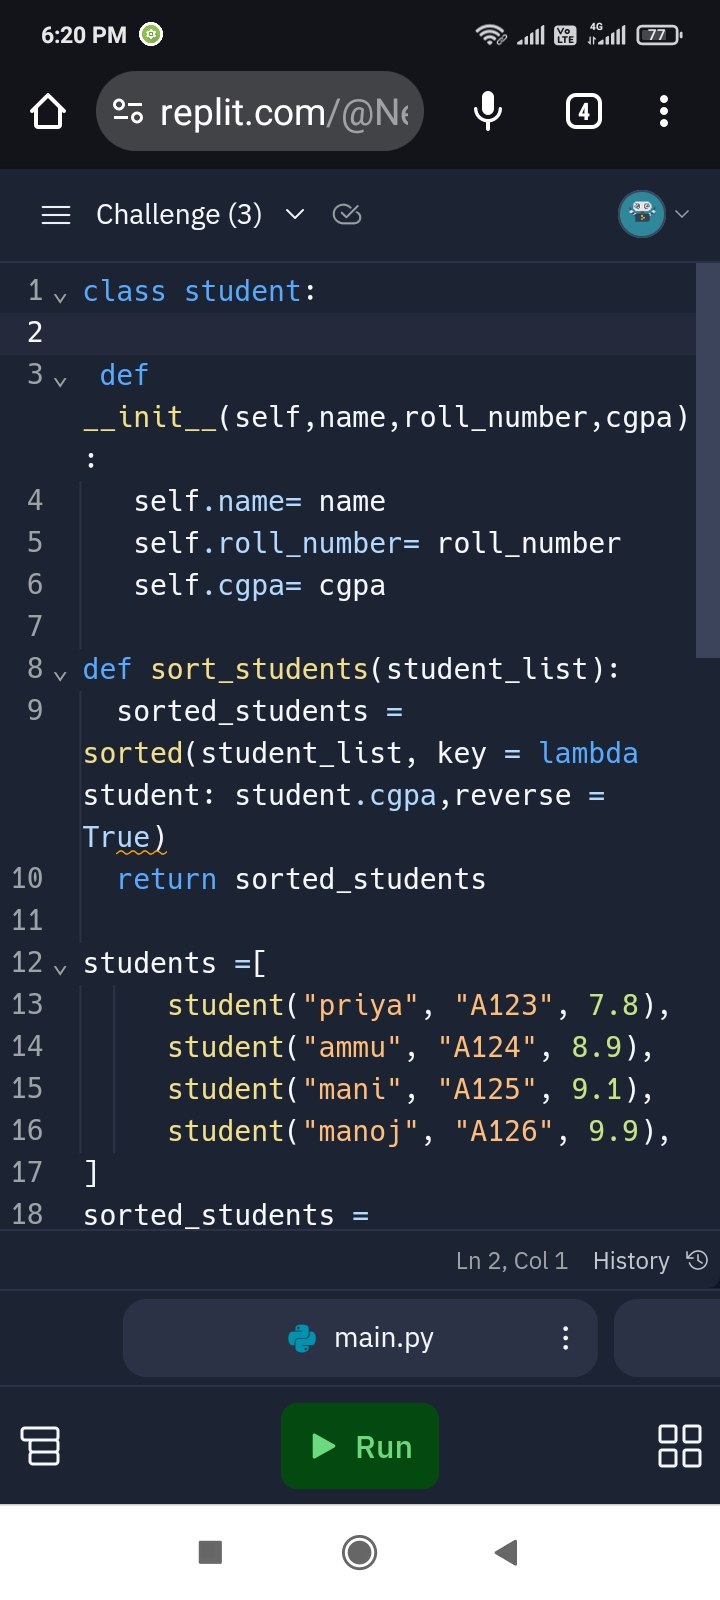 6:20 PM
Vo LTE
4G
77
replit.com/@Ne
4
Challenge (3)
1 class student:
2
3  def
__init__(self,name,roll_number,cgpa)
:
4    self.name= name
5    self.roll_number= roll_number
6    self.cgpa= cgpa
7
8 def sort_students(student_list):
9   sorted_students =
sorted(student_list, key = lambda
student: student.cgpa,reverse =
True)
10   return sorted_students
11
12 students =[
13      student("priya", "A123", 7.8),
14      student("ammu", "A124", 8.9),
15      student("mani", "A125", 9.1),
16      student("manoj", "A126", 9.9),
17 ]
18 sorted_students =
Ln 2, Col 1 History
main.py
Run